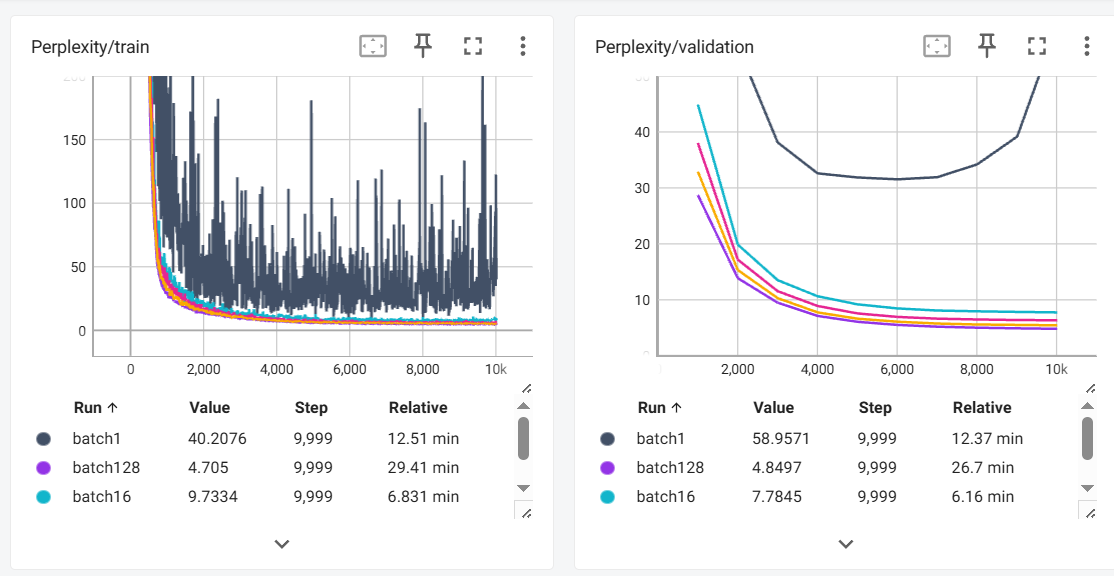 Perplexity/train
200
150
100
50
0
0 2,000 4,000 6,000 8,000 10k
Run ↑ Value Step Relative
batch1 40.2076 9,999 12.51 min
batch128 4.705 9,999 29.41 min
batch16 9.7334 9,999 6.831 min
Perplexity/validation
50
40
30
20
10
0
2,000 4,000 6,000 8,000 10k
Run ↑ Value Step Relative
batch1 58.9571 9,999 12.37 min
batch128 4.8497 9,999 26.7 min
batch16 7.7845 9,999 6.16 min